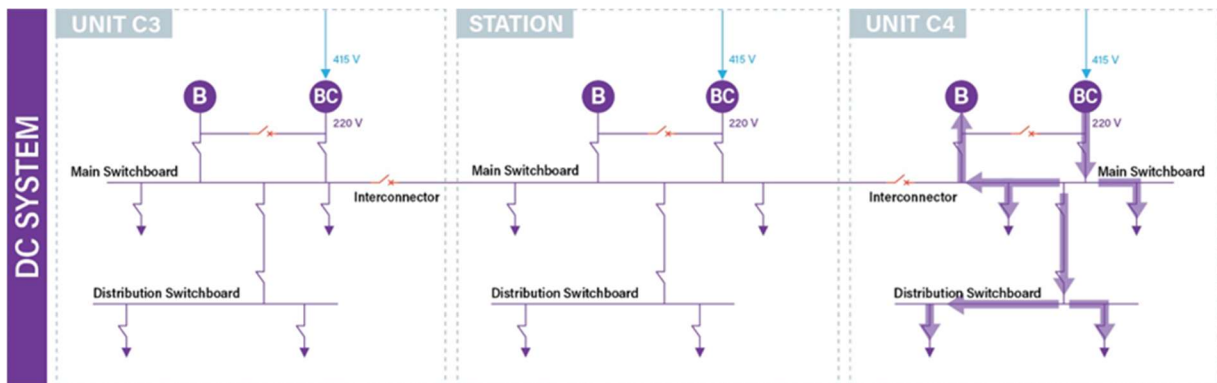 DC SYSTEM
UNIT C3
415 V
B
BC
220 V
Main Switchboard
Interconnector
Distribution Switchboard
STATION
415 V
B
BC
220 V
Main Switchboard
Distribution Switchboard
UNIT C4
415 V
B
BC
220 V
Main Switchboard
Interconnector
Distribution Switchboard